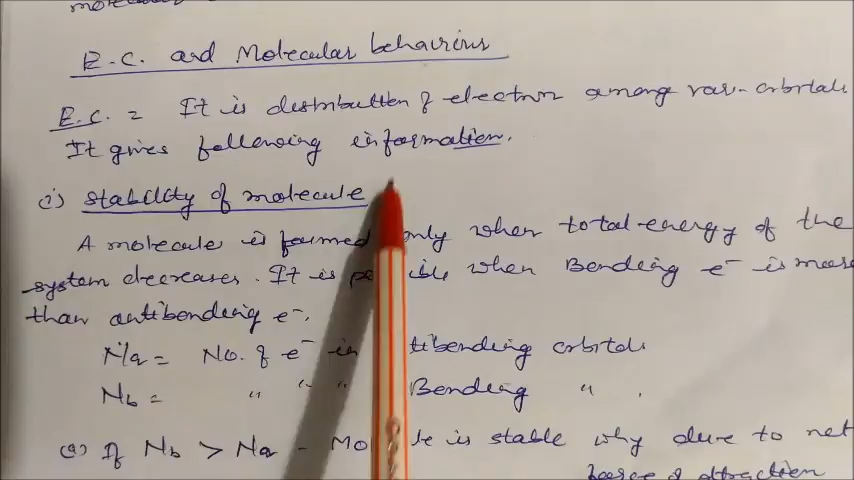 E.C. and Molecular behaviour
E.C. = It is distribution of electron among var. orbitals
It gives following information.
(i) stability of molecule
A molecule is formed only when total energy of the
system decreases. It is possible when Bonding e⁻ is more
than antibonding e⁻.
Na = No. of e⁻ in antibonding orbitals
Nb = " " " Bonding " .
(a) If Nb > Na - Molecule is stable why due to net
force of attraction